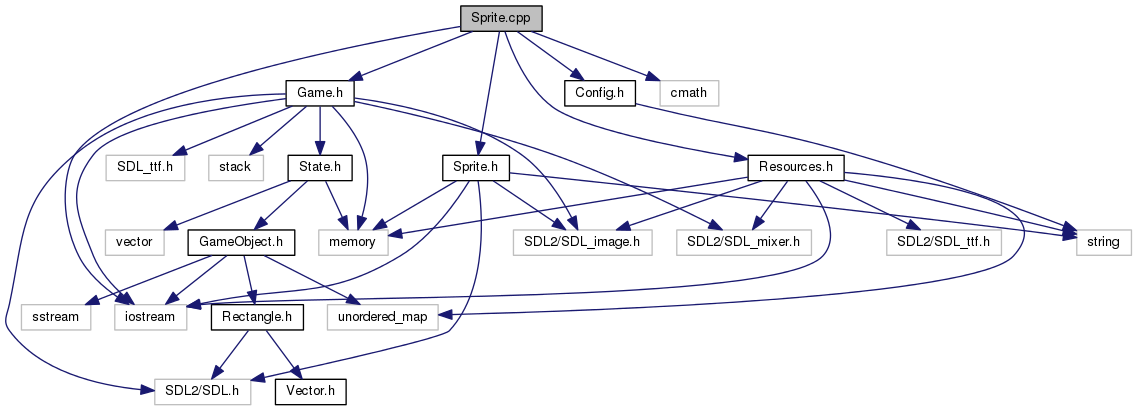 Sprite.cpp
Game.h
Config.h
cmath
SDL_ttf.h
stack
State.h
Sprite.h
Resources.h
vector
GameObject.h
memory
SDL2/SDL_image.h
SDL2/SDL_mixer.h
SDL2/SDL_ttf.h
string
sstream
iostream
Rectangle.h
unordered_map
SDL2/SDL.h
Vector.h